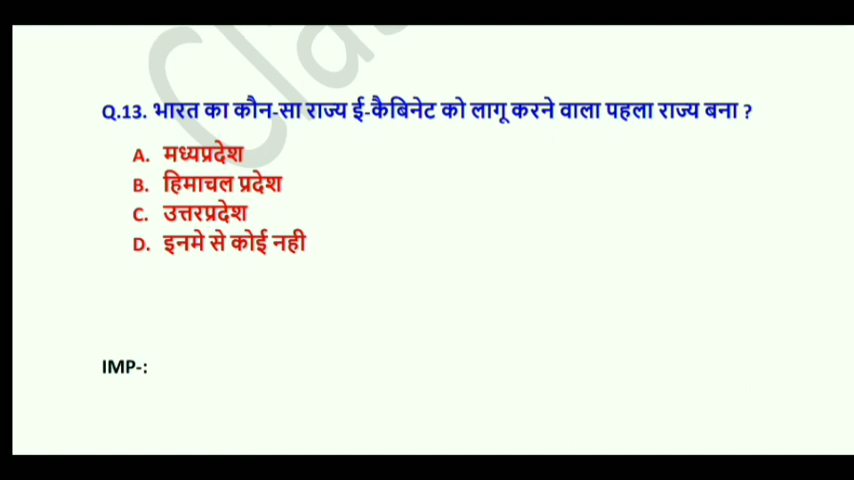 Q.13. भारत का कौन-सा राज्य ई-कैबिनेट को लागू करने वाला पहला राज्य बना ?
A. मध्यप्रदेश
B. हिमाचल प्रदेश
C. उत्तरप्रदेश
D. इनमे से कोई नही
IMP-: